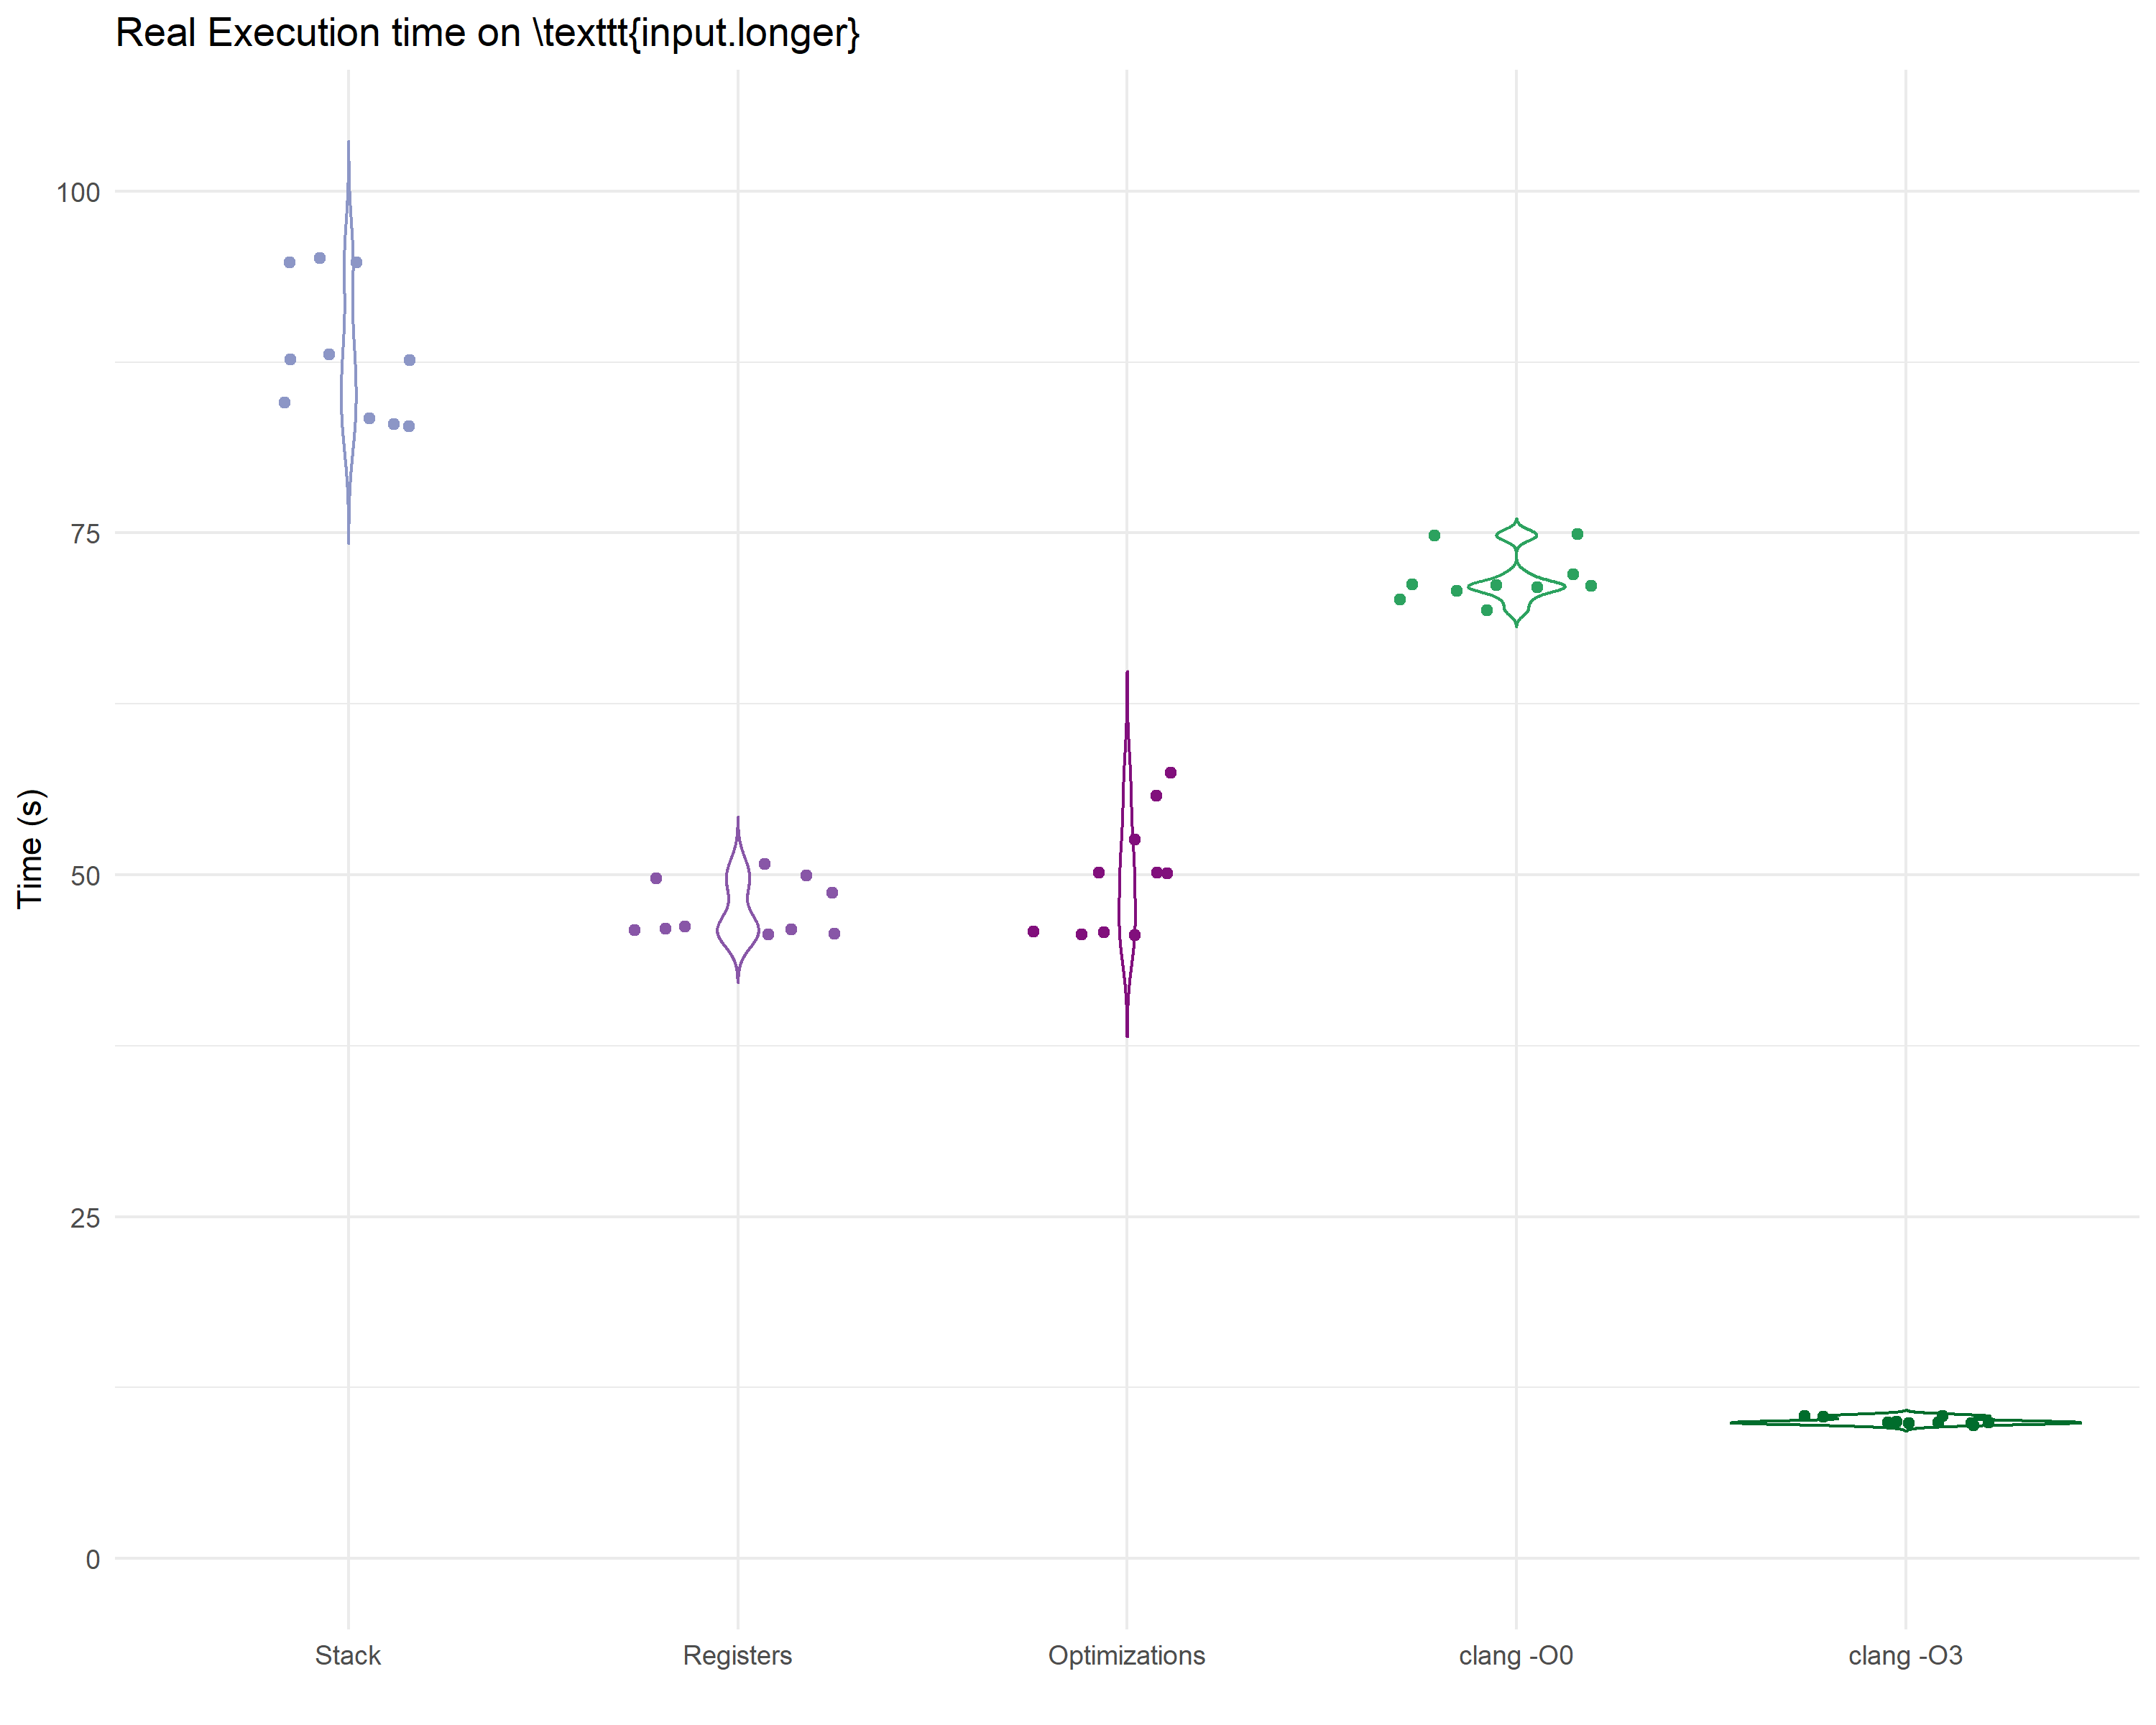 Real Execution time on \texttt{input.longer}
100
75
50
25
0
Time (s)
Stack Registers Optimizations clang -O0 clang -O3